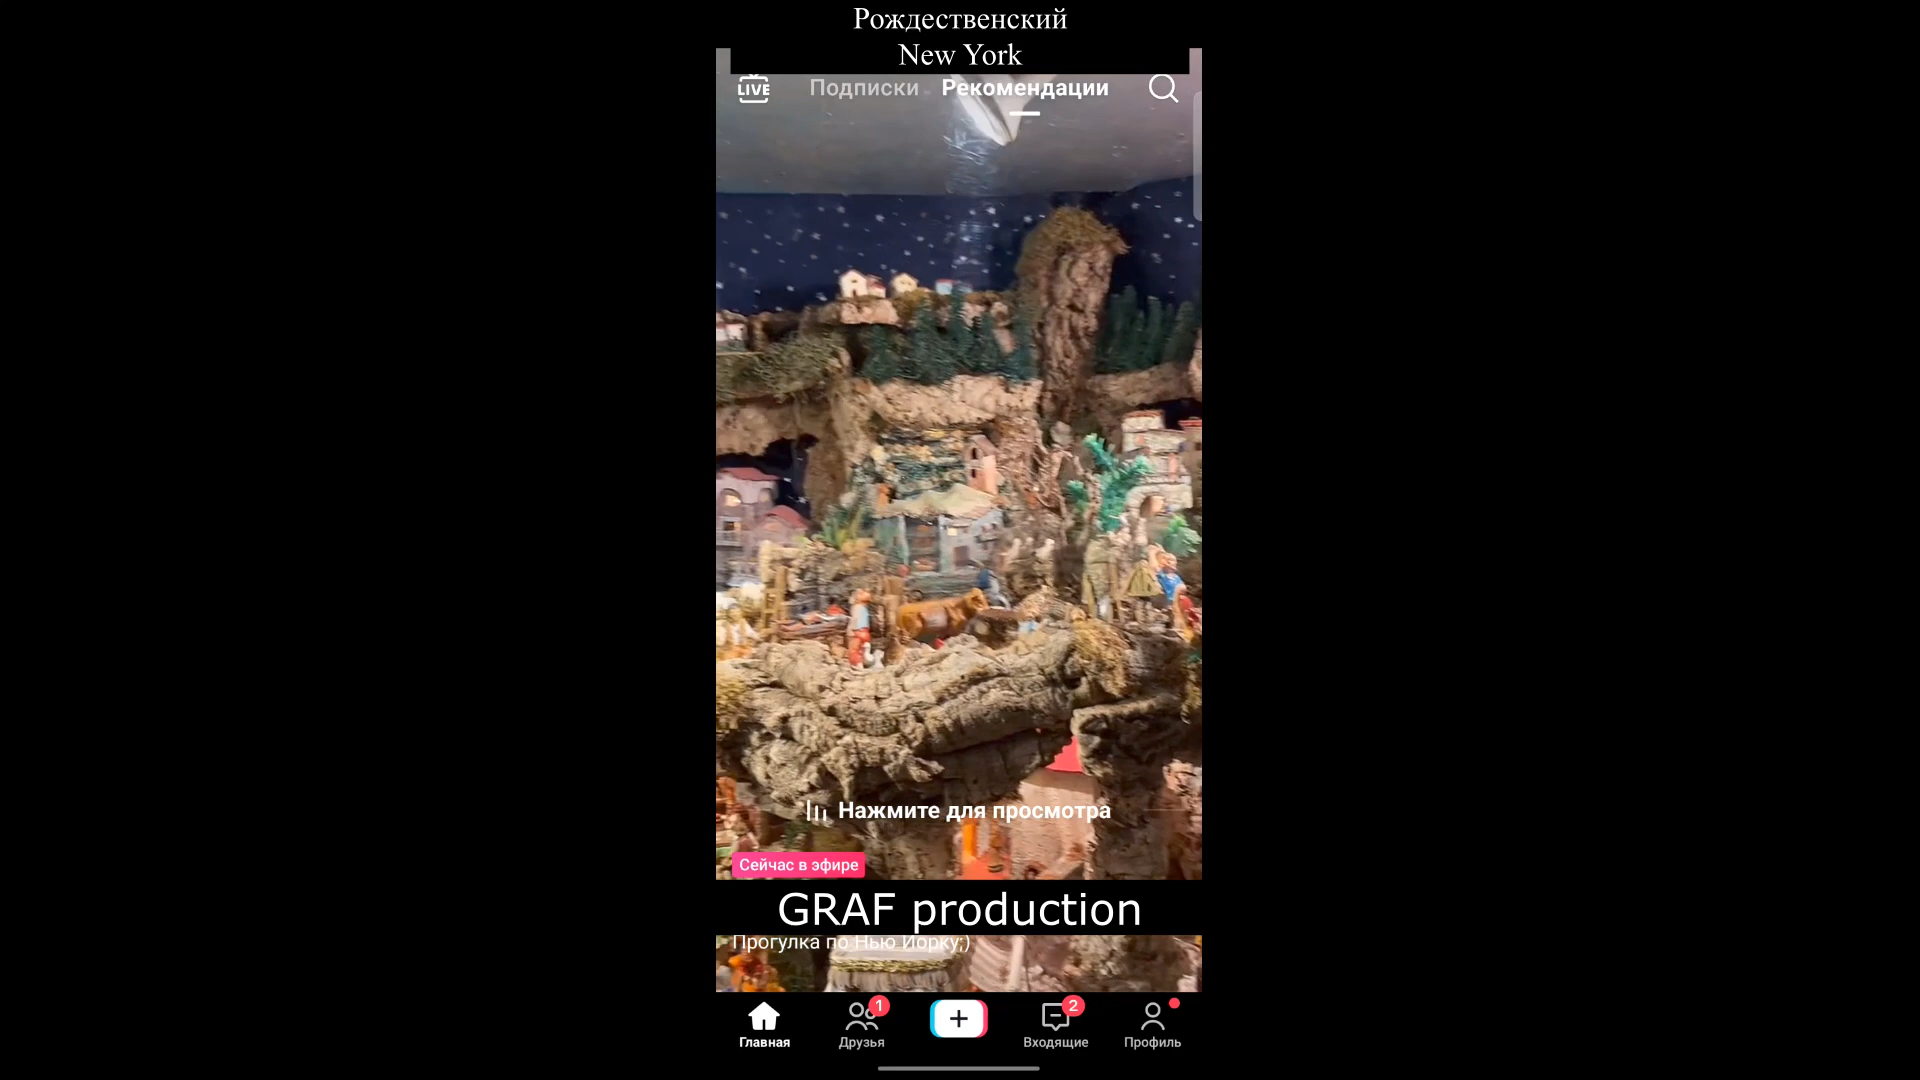 Рождественский
New York
LIVE
Подписки Рекомендации
Нажмите для просмотра
Сейчас в эфире
GRAF production
Прогулка по Нью Йорку;)
1
2
Главная
Друзья
Входящие
Профиль